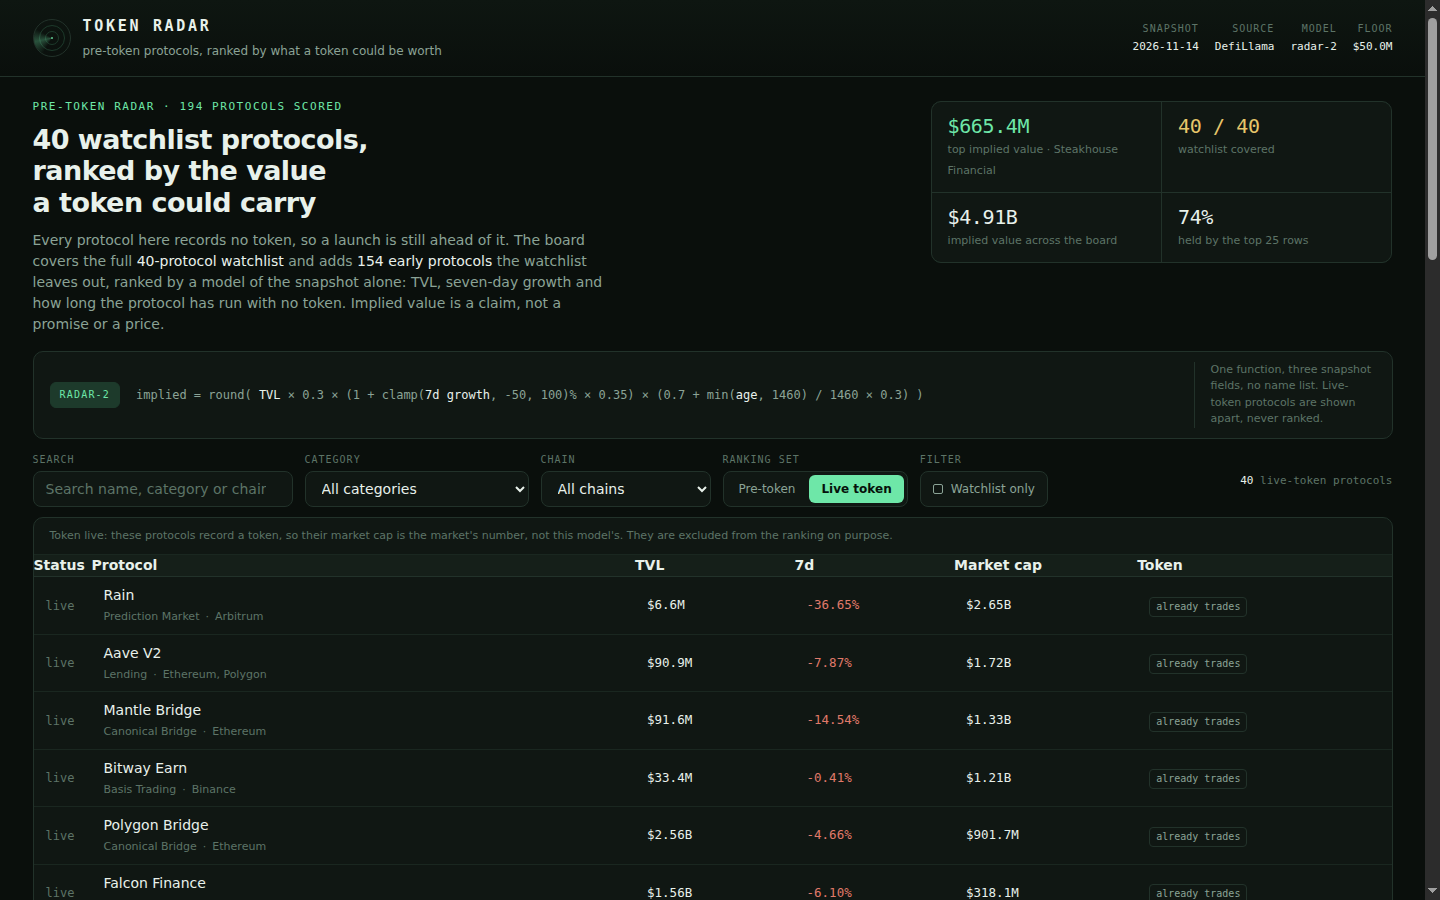 TOKEN RADAR
pre-token protocols, ranked by what a token could be worth
SNAPSHOT SOURCE MODEL FLOOR
2026-11-14 DefiLlama radar-2 $50.0M
PRE-TOKEN RADAR · 194 PROTOCOLS SCORED
40 watchlist protocols,
ranked by the value
a token could carry
Every protocol here records no token, so a launch is still ahead of it. The board
covers the full 40-protocol watchlist and adds 154 early protocols the watchlist
leaves out, ranked by a model of the snapshot alone: TVL, seven-day growth and
how long the protocol has run with no token. Implied value is a claim, not a
promise or a price.
$665.4M
top implied value · Steakhouse
Financial
40 / 40
watchlist covered
$4.91B
implied value across the board
74%
held by the top 25 rows
RADAR-2
implied = round( TVL × 0.3 × (1 + clamp(7d growth, -50, 100)% × 0.35) × (0.7 + min(age, 1460) / 1460 × 0.3) )
One function, three snapshot
fields, no name list. Live-
token protocols are shown
apart, never ranked.
SEARCH CATEGORY CHAIN RANKING SET FILTER
Search name, category or chain All categories All chains Pre-token Live token Watchlist only
40 live-token protocols
Token live: these protocols record a token, so their market cap is the market's number, not this model's. They are excluded from the ranking on purpose.
Status Protocol TVL 7d Market cap Token
live Rain $6.6M -36.65% $2.65B already trades
Prediction Market · Arbitrum
live Aave V2 $90.9M -7.87% $1.72B already trades
Lending · Ethereum, Polygon
live Mantle Bridge $91.6M -14.54% $1.33B already trades
Canonical Bridge · Ethereum
live Bitway Earn $33.4M -0.41% $1.21B already trades
Basis Trading · Binance
live Polygon Bridge $2.56B -4.66% $901.7M already trades
Canonical Bridge · Ethereum
live Falcon Finance $1.56B -6.10% $318.1M already trades